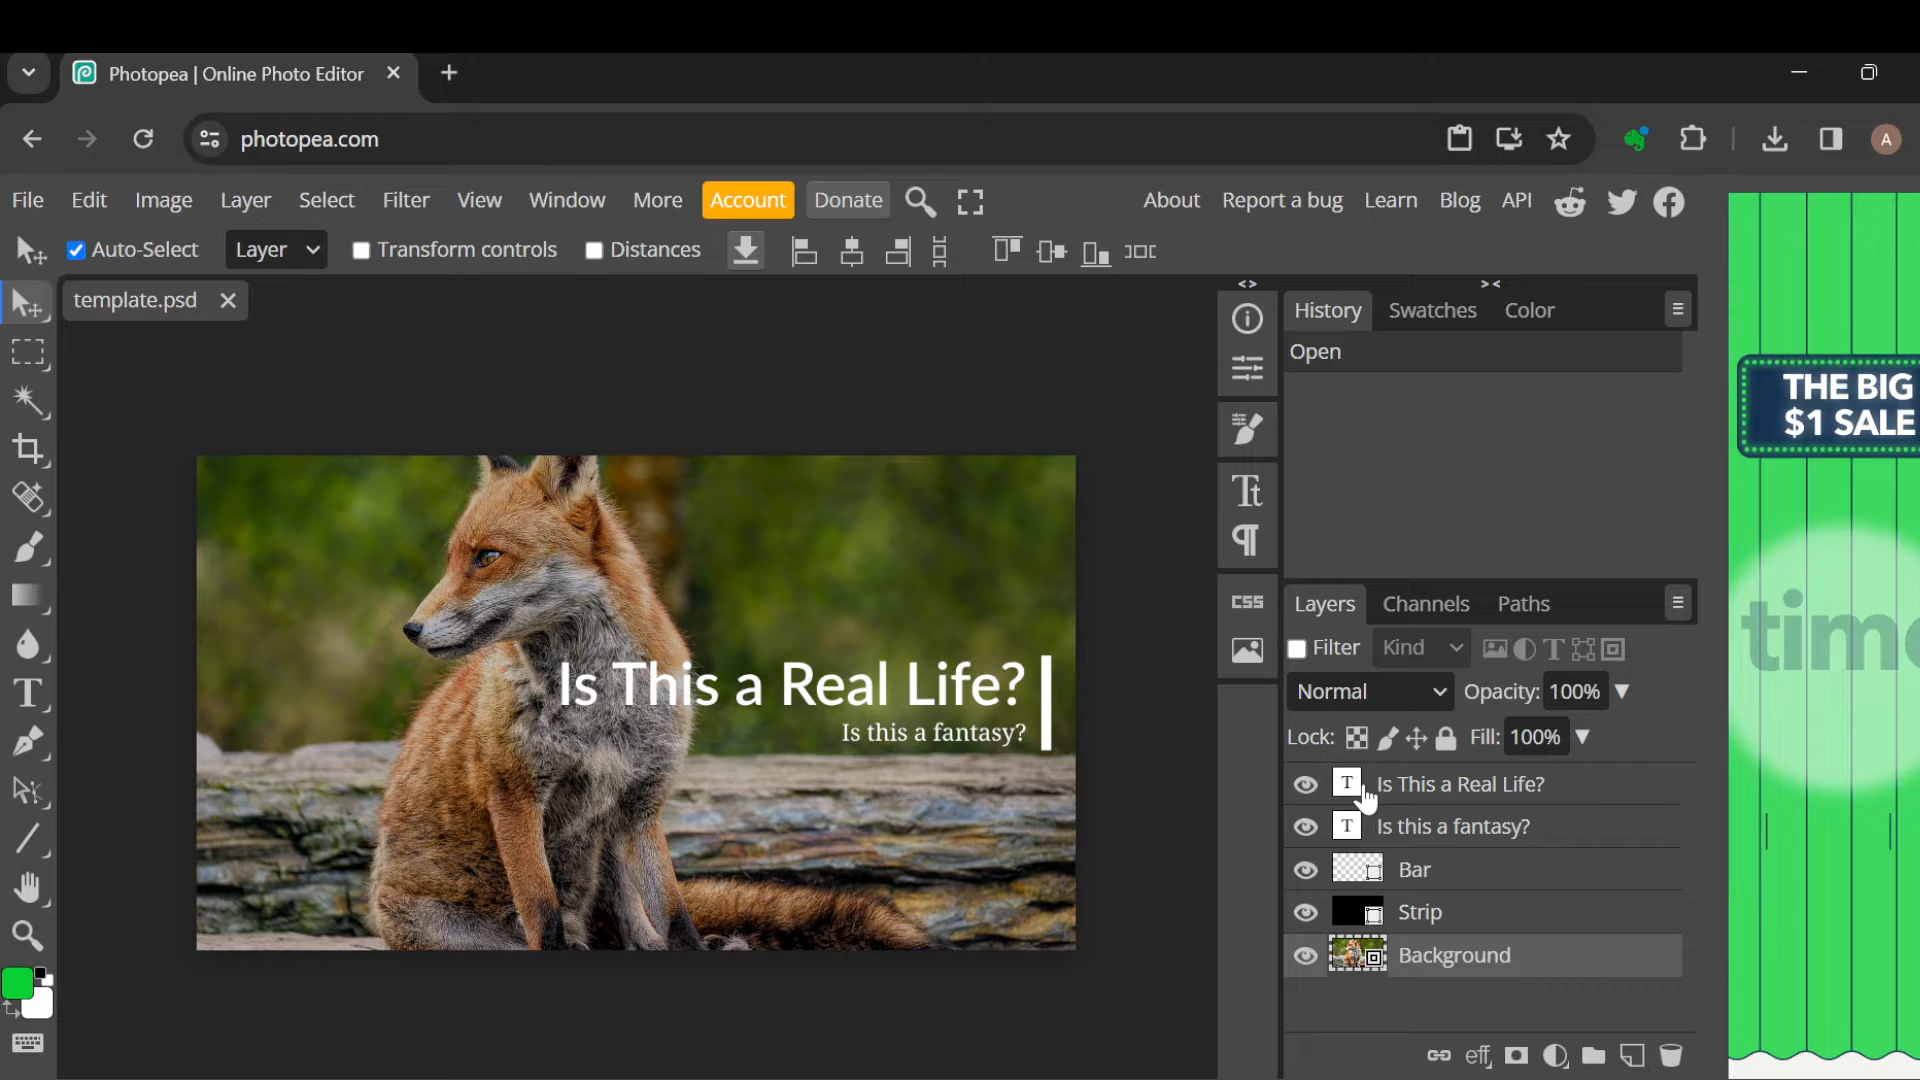 Photopea | Online Photo Editor
photopea.com
A
File Edit Image Layer Select Filter View Window More Account Donate About Report a bug Learn Blog API
Auto-Select Layer Transform controls Distances
template.psd
History Swatches Color
Open
THE BIG
$1 SALE
Is This a Real Life?
Is this a fantasy?
CSS
Layers Channels Paths
Filter Kind
Normal Opacity: 100%
Lock: Fill: 100%
T Is This a Real Life?
T Is this a fantasy?
Bar
Strip
Background
eff